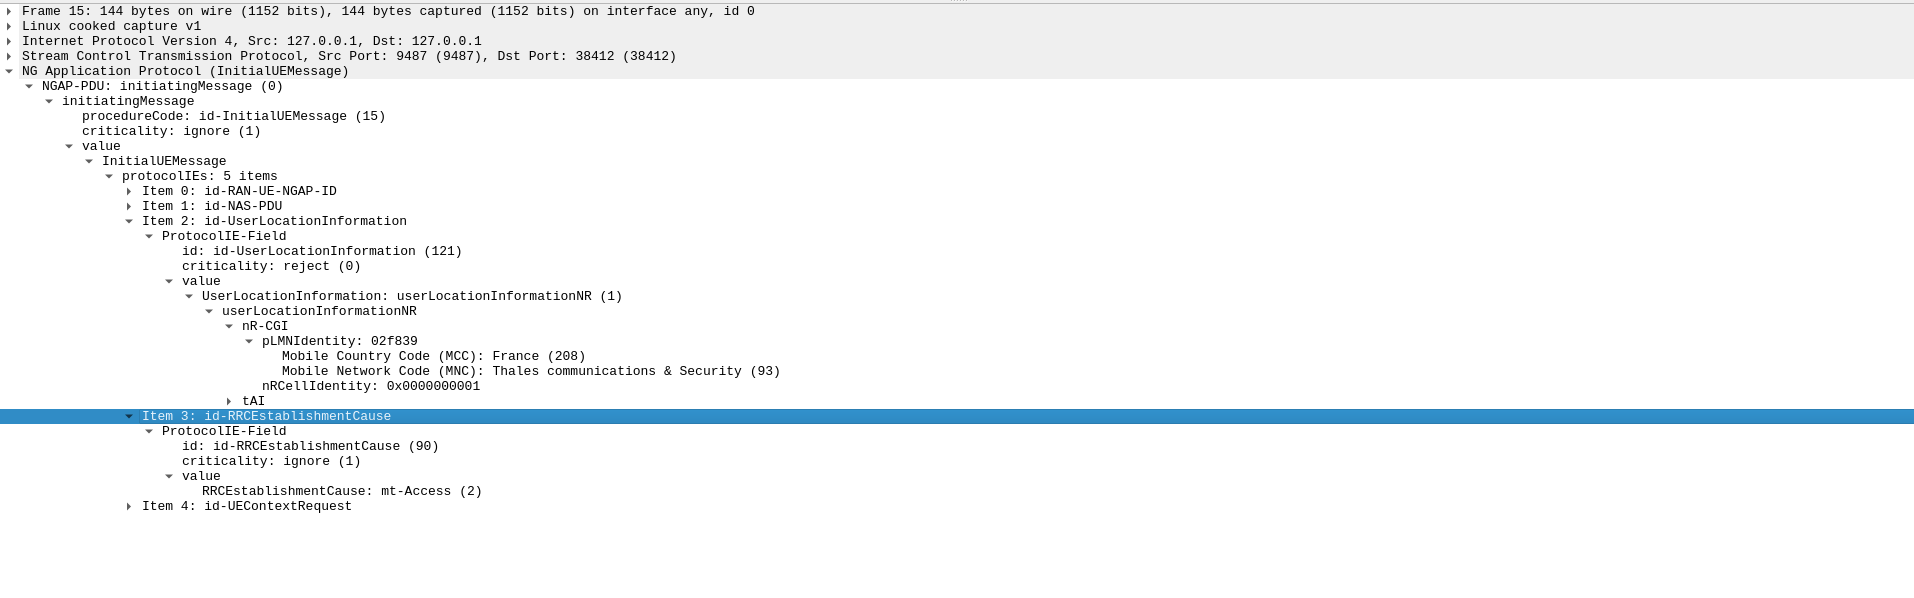 Frame 15: 144 bytes on wire (1152 bits), 144 bytes captured (1152 bits) on interface any, id 0
Linux cooked capture v1
Internet Protocol Version 4, Src: 127.0.0.1, Dst: 127.0.0.1
Stream Control Transmission Protocol, Src Port: 9487 (9487), Dst Port: 38412 (38412)
NG Application Protocol (InitialUEMessage)
NGAP-PDU: initiatingMessage (0)
initiatingMessage
procedureCode: id-InitialUEMessage (15)
criticality: ignore (1)
value
InitialUEMessage
protocolIEs: 5 items
Item 0: id-RAN-UE-NGAP-ID
Item 1: id-NAS-PDU
Item 2: id-UserLocationInformation
ProtocolIE-Field
id: id-UserLocationInformation (121)
criticality: reject (0)
value
UserLocationInformation: userLocationInformationNR (1)
userLocationInformationNR
nR-CGI
pLMNIdentity: 02f839
Mobile Country Code (MCC): France (208)
Mobile Network Code (MNC): Thales communications & Security (93)
nRCellIdentity: 0x0000000001
tAI
Item 3: id-RRCEstablishmentCause
ProtocolIE-Field
id: id-RRCEstablishmentCause (90)
criticality: ignore (1)
value
RRCEstablishmentCause: mt-Access (2)
Item 4: id-UEContextRequest